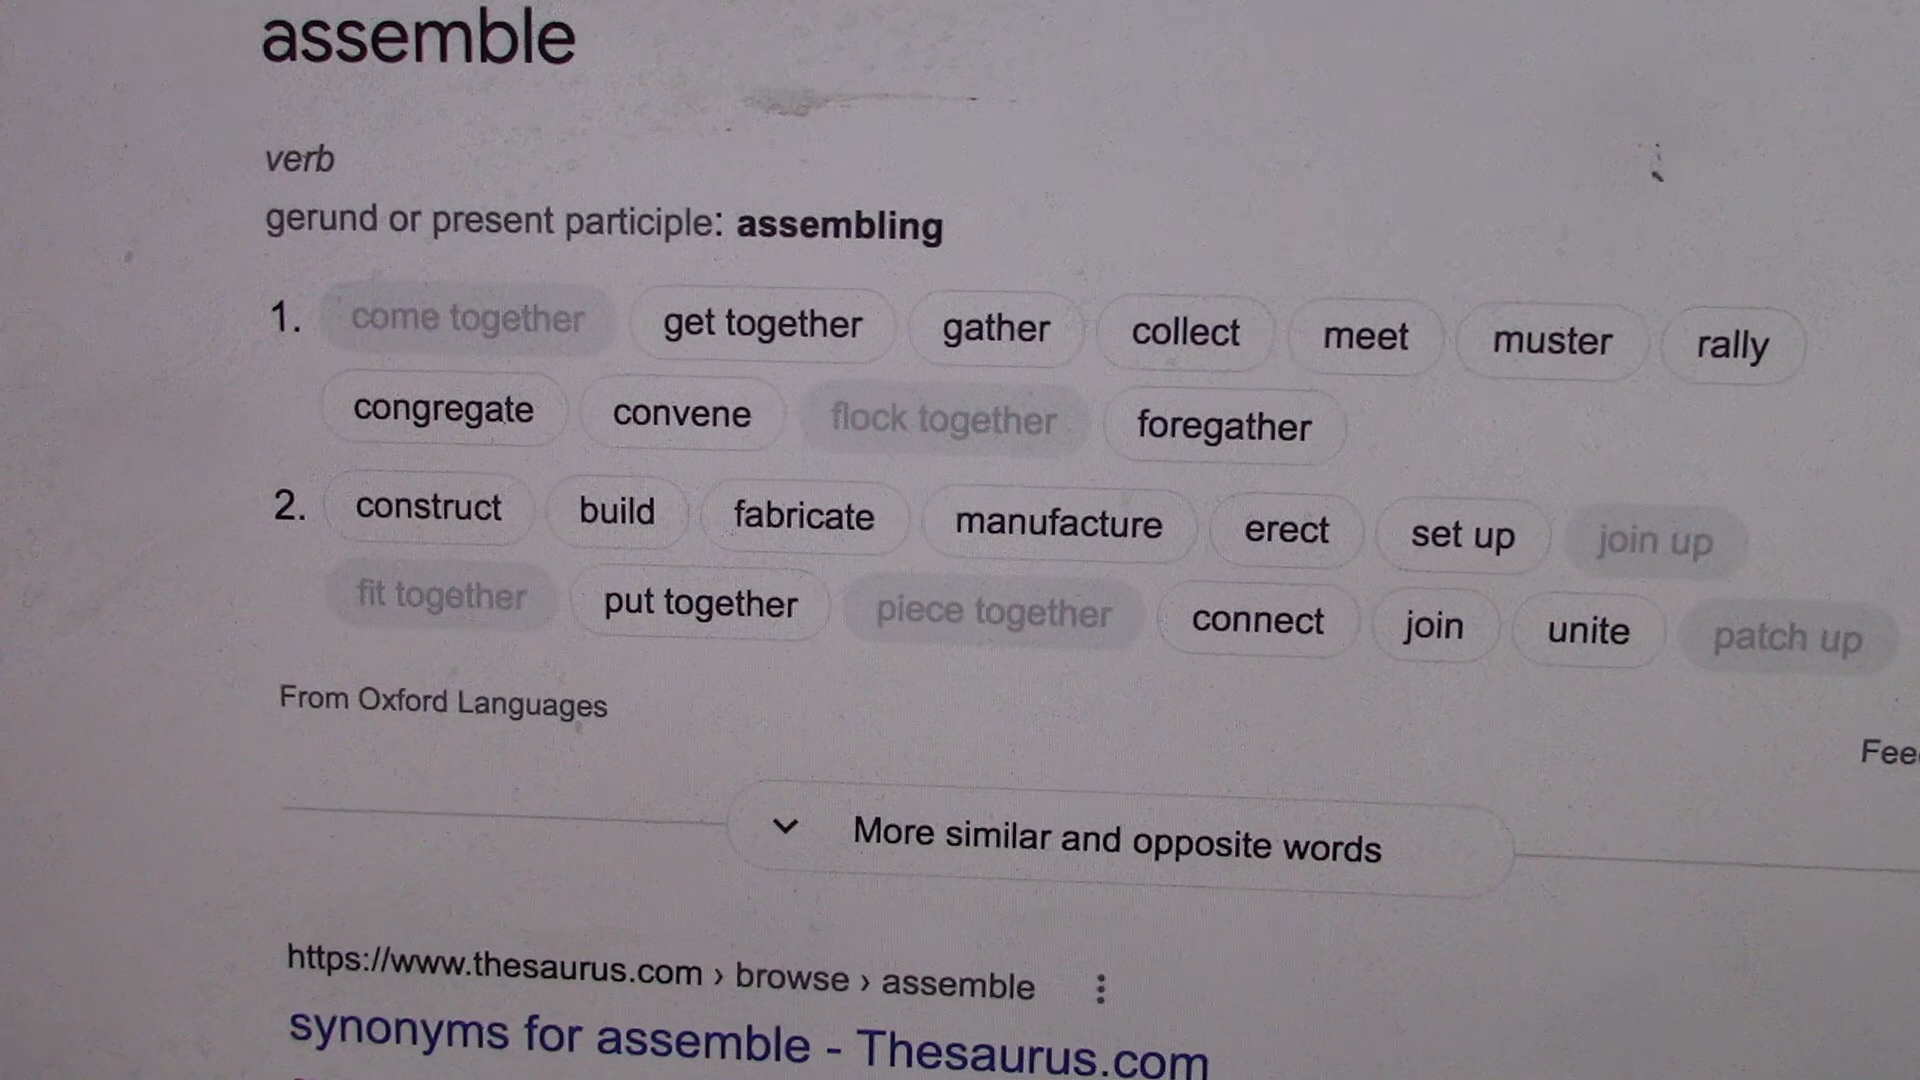 assemble
verb
gerund or present participle: assembling
1. come together get together gather collect meet muster rally
congregate convene flock together foregather
2. construct build fabricate manufacture erect set up join up
fit together put together piece together connect join unite patch up
From Oxford Languages
Fee
More similar and opposite words
https://www.thesaurus.com › browse › assemble
synonyms for assemble - Thesaurus.com